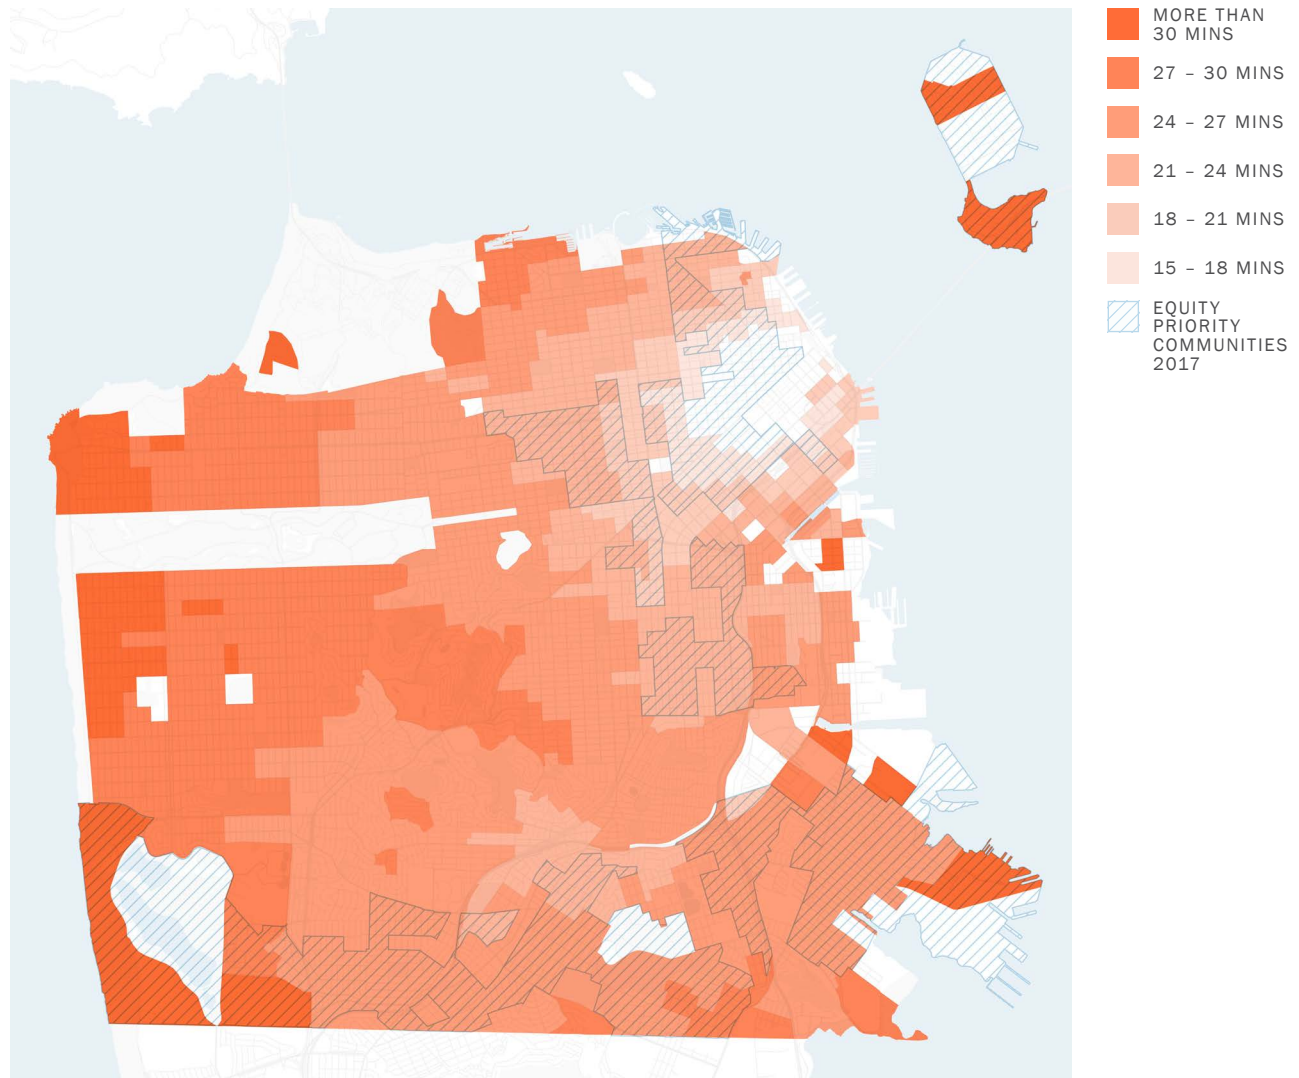 MORE THAN
30 MINS
27 – 30 MINS
24 – 27 MINS
21 – 24 MINS
18 – 21 MINS
15 – 18 MINS
EQUITY
PRIORITY
COMMUNITIES
2017